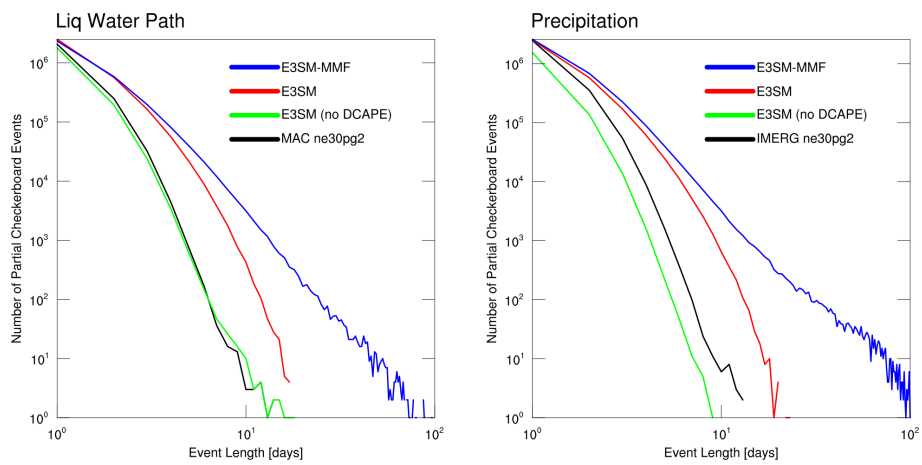 Liq Water Path
Number of Partial Checkerboard Events
10^6
10^5
10^4
10^3
10^2
10^1
10^0
E3SM-MMF
E3SM
E3SM (no DCAPE)
MAC ne30pg2
10^0
10^1
10^2
Event Length [days]
Precipitation
Number of Partial Checkerboard Events
10^6
10^5
10^4
10^3
10^2
10^1
10^0
E3SM-MMF
E3SM
E3SM (no DCAPE)
IMERG ne30pg2
10^0
10^1
10^2
Event Length [days]